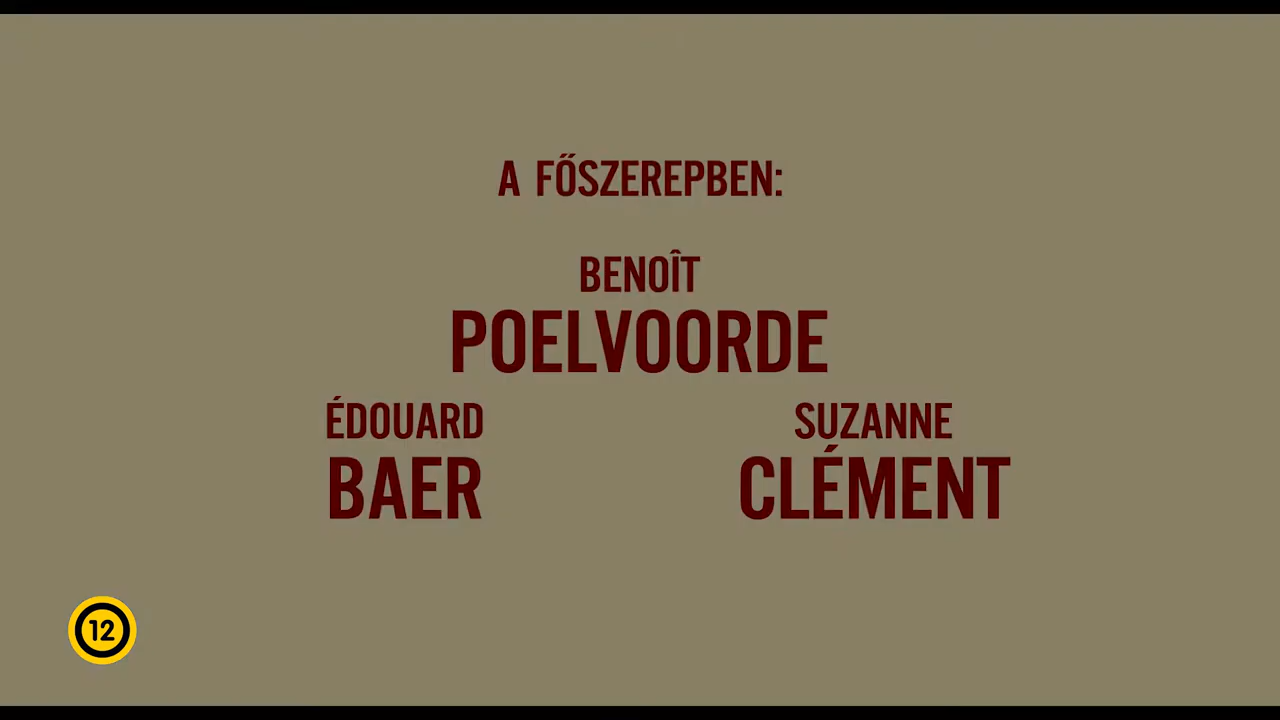 A FŐSZEREPBEN:
BENOÎT
POELVOORDE
ÉDOUARD
BAER
SUZANNE
CLÉMENT
12